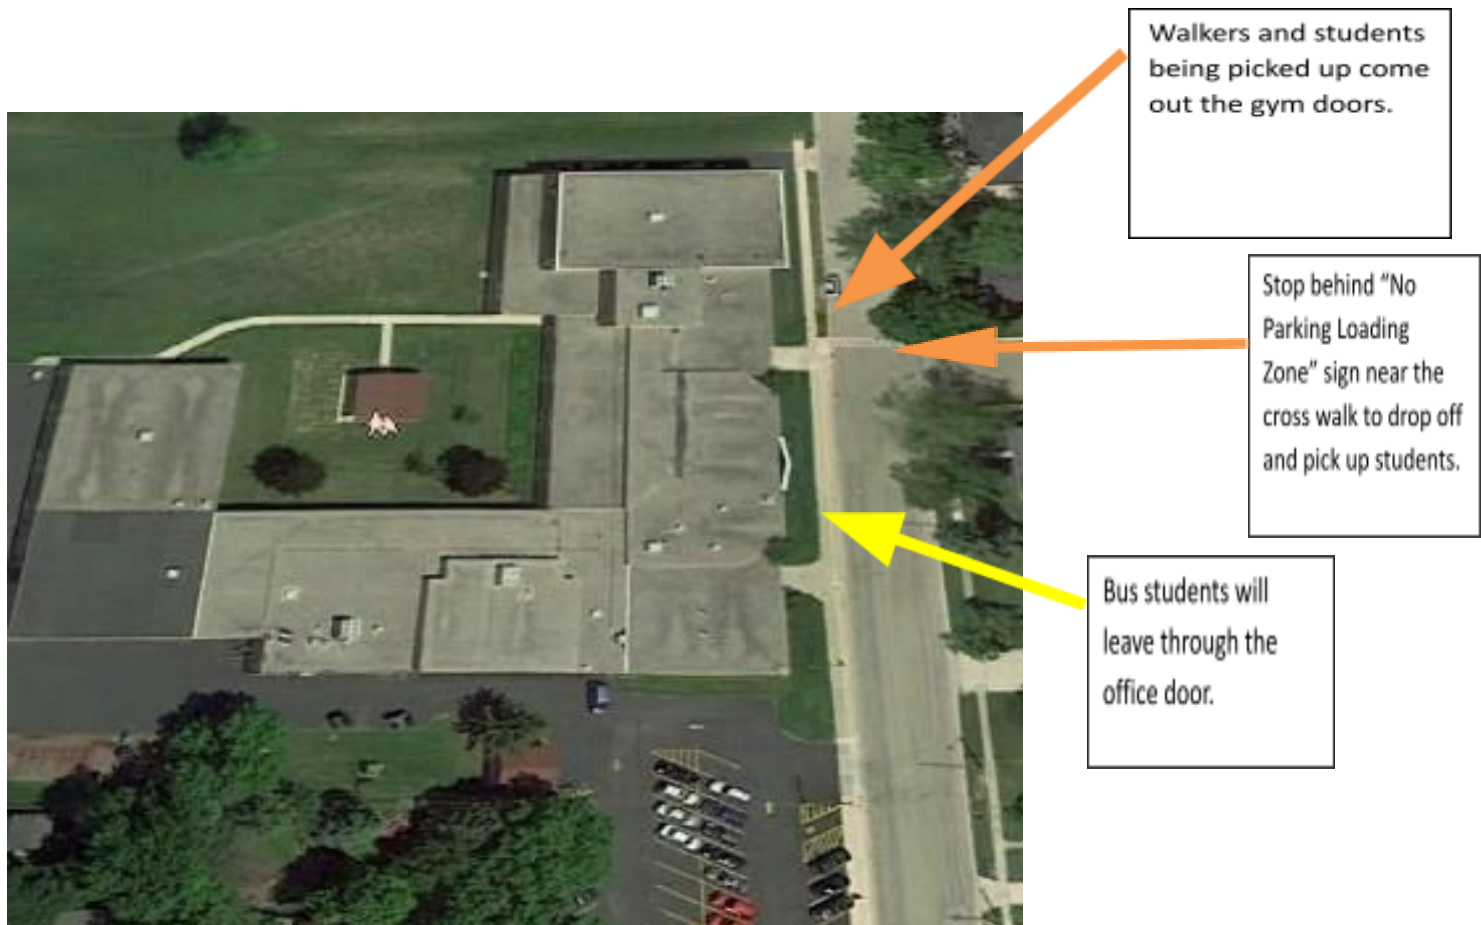 Walkers and students
being picked up come
out the gym doors.
Stop behind “No
Parking Loading
Zone” sign near the
cross walk to drop off
and pick up students.
Bus students will
leave through the
office door.